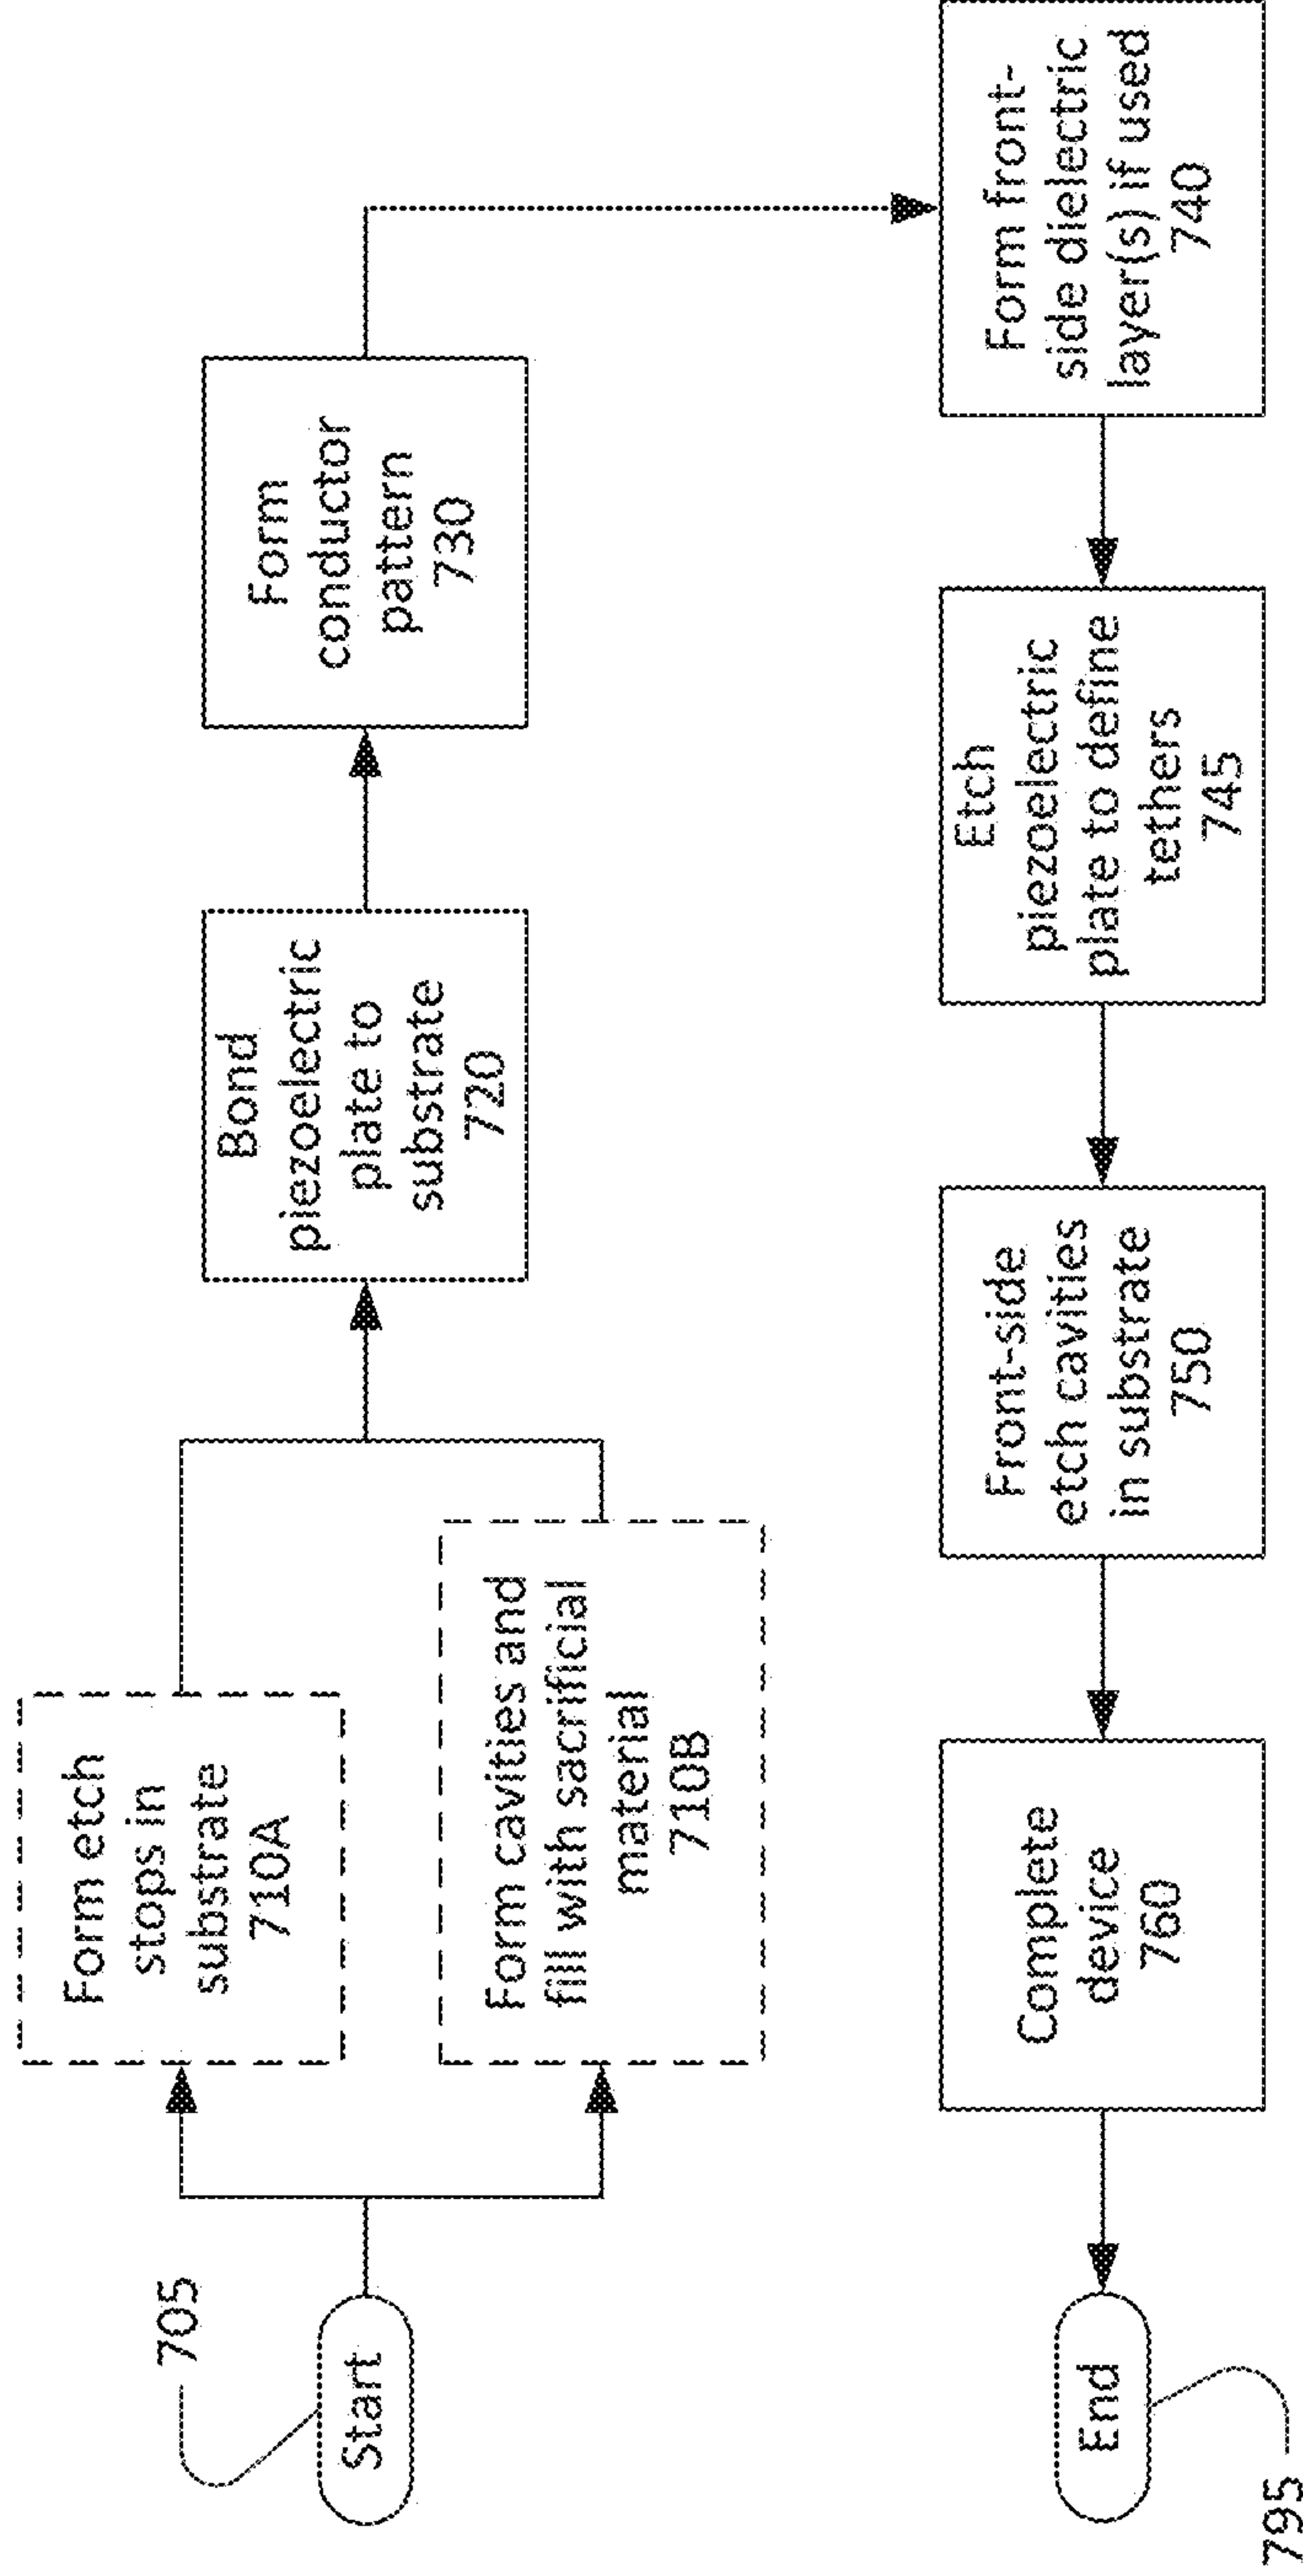 705
Start
Form etch
stops in
substrate
710A
Form cavities and
fill with sacrificial
material
710B
Bond
piezoelectric
plate to
substrate
720
Form
conductor
pattern
730
Form front-
side dielectric
layer(s) if used
740
Etch
piezoelectric
plate to define
tethers
745
Front-side
etch cavities
in substrate
750
Complete
device
760
End
795